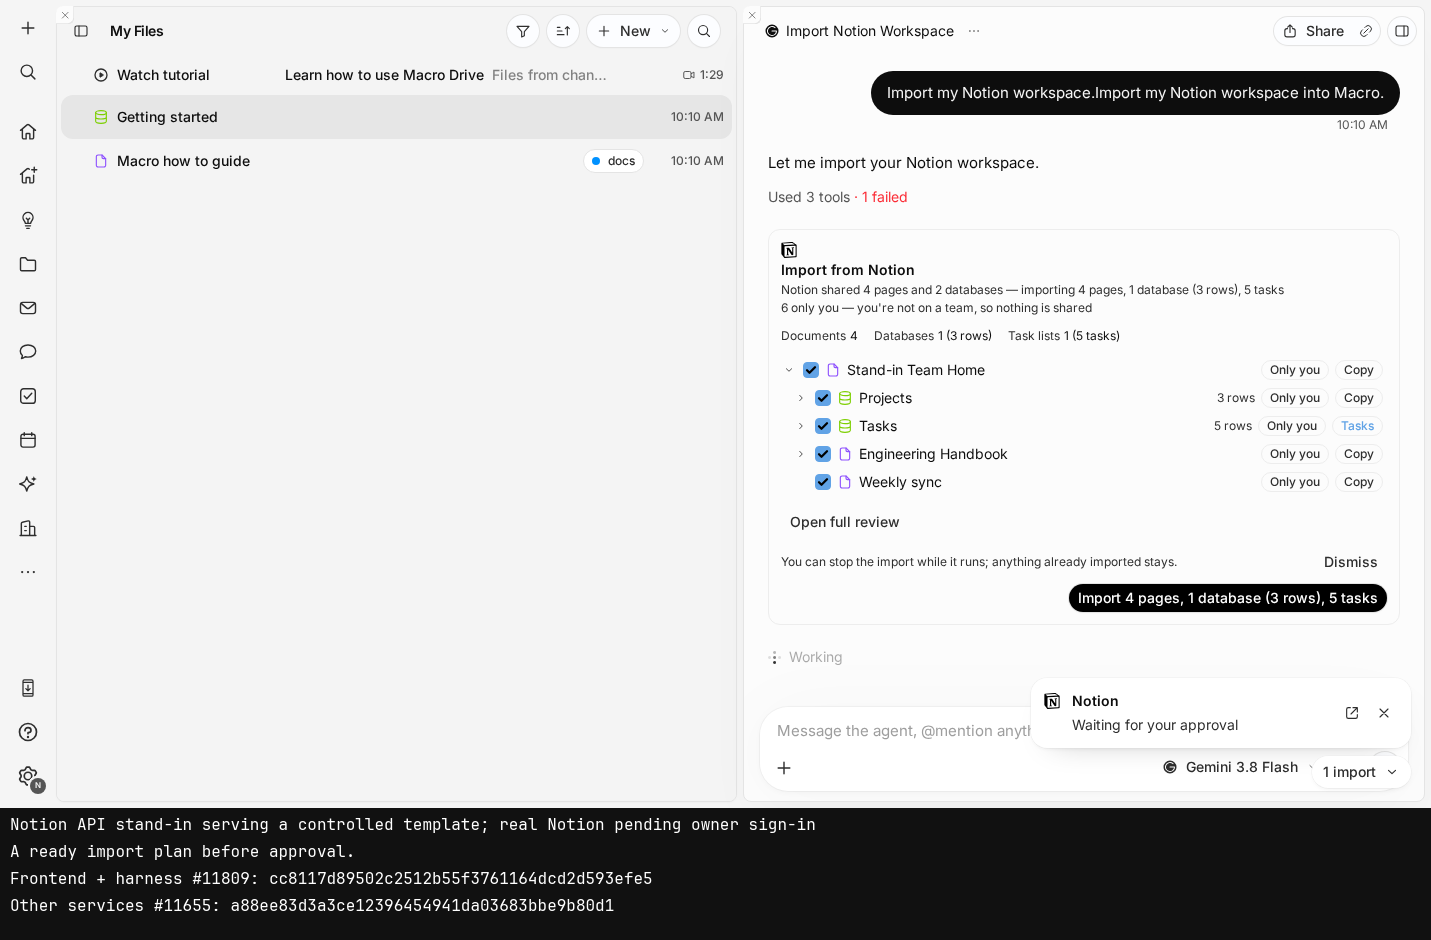 My Files
New
Watch tutorial
Learn how to use Macro Drive Files from chan...
1:29
Getting started
10:10 AM
Macro how to guide
docs
10:10 AM
N
Import Notion Workspace
Share
Import my Notion workspace.Import my Notion workspace into Macro.
10:10 AM
Let me import your Notion workspace.
Used 3 tools · 1 failed
Import from Notion
Notion shared 4 pages and 2 databases — importing 4 pages, 1 database (3 rows), 5 tasks
6 only you — you're not on a team, so nothing is shared
Documents 4 Databases 1 (3 rows) Task lists 1 (5 tasks)
Stand-in Team Home Only you Copy
Projects 3 rows Only you Copy
Tasks 5 rows Only you Tasks
Engineering Handbook Only you Copy
Weekly sync Only you Copy
Open full review
You can stop the import while it runs; anything already imported stays.
Dismiss
Import 4 pages, 1 database (3 rows), 5 tasks
Working
Notion
Waiting for your approval
Message the agent, @mention anyth
Gemini 3.8 Flash
1 import
Notion API stand-in serving a controlled template; real Notion pending owner sign-in
A ready import plan before approval.
Frontend + harness #11809: cc8117d89502c2512b55f3761164dcd2d593efe5
Other services #11655: a88ee83d3a3ce12396454941da03683bbe9b80d1